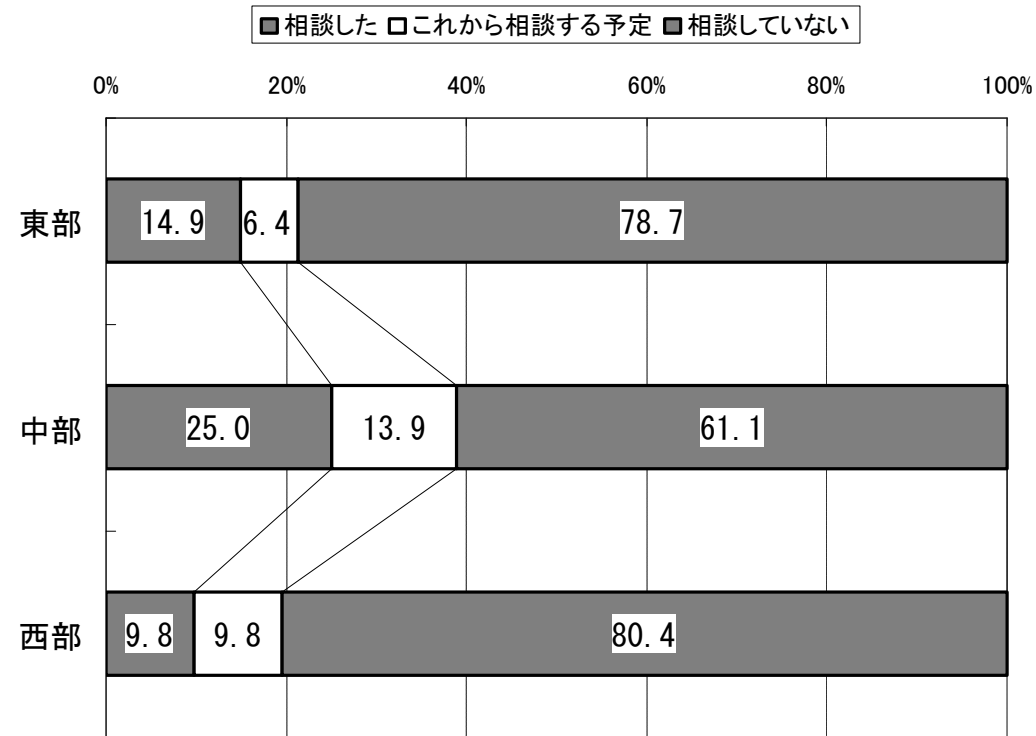 相談した これから相談する予定 相談していない
0% 20% 40% 60% 80% 100%
東部 14.9 6.4 78.7
中部 25.0 13.9 61.1
西部 9.8 9.8 80.4